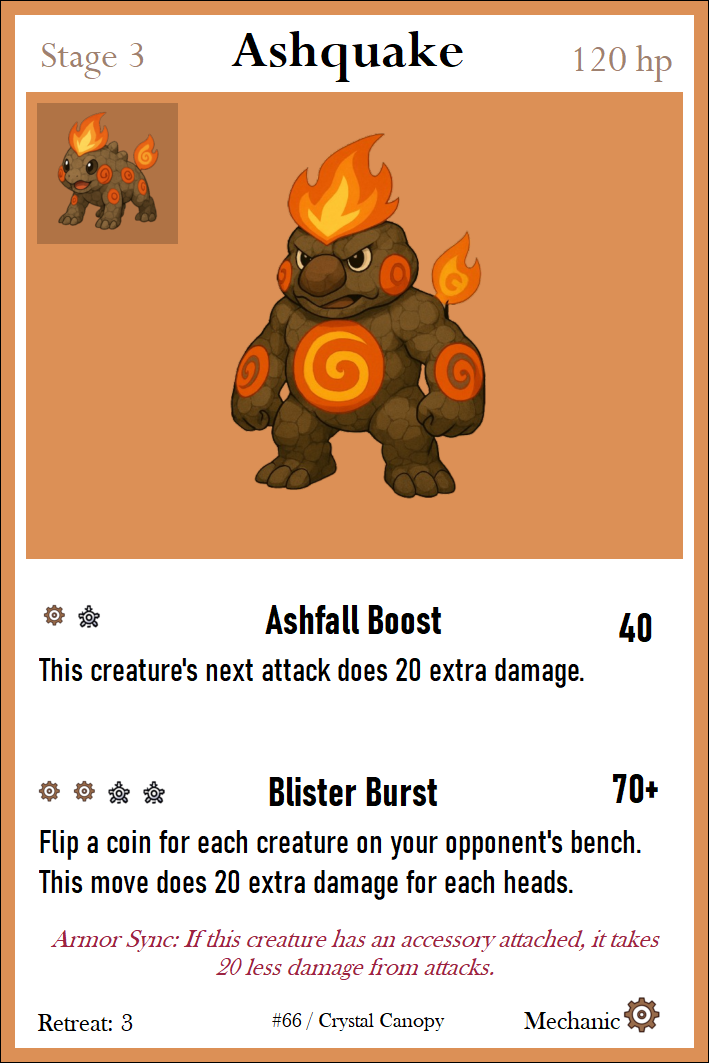 Stage 3
Ashquake
120 hp
Ashfall Boost
40
This creature's next attack does 20 extra damage.
Blister Burst
70+
Flip a coin for each creature on your opponent's bench.
This move does 20 extra damage for each heads.
Armor Sync: If this creature has an accessory attached, it takes
20 less damage from attacks.
Retreat: 3
#66 / Crystal Canopy
Mechanic